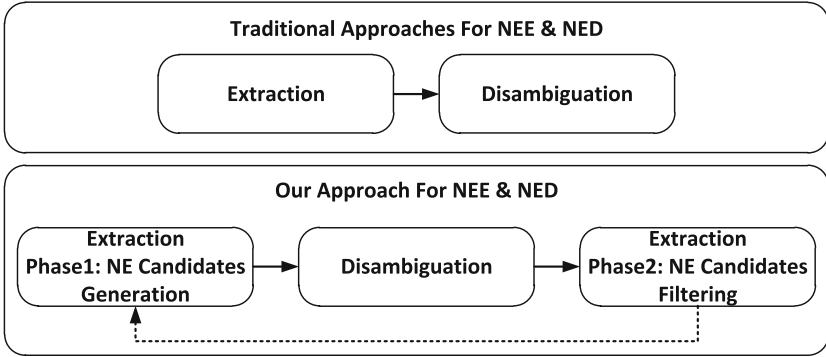 Traditional Approaches For NEE & NED
Extraction
Disambiguation
Our Approach For NEE & NED
Extraction
Phase1: NE Candidates
Generation
Disambiguation
Extraction
Phase2: NE Candidates
Filtering